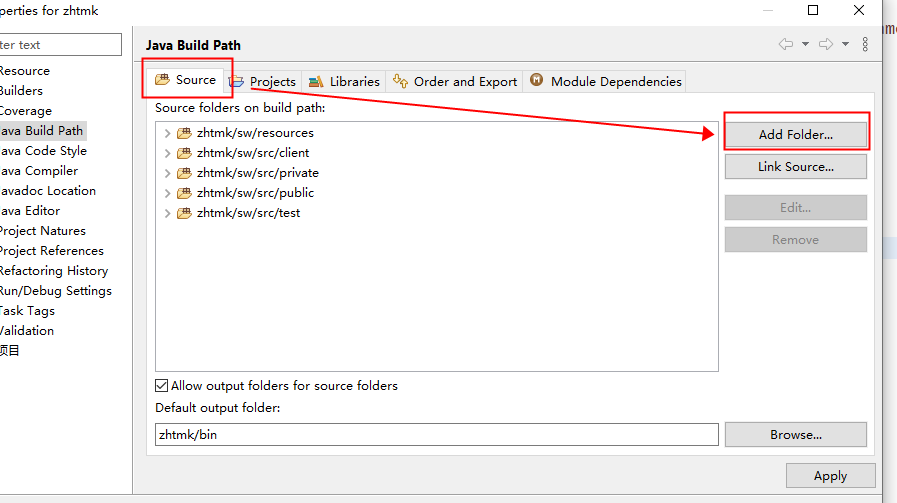 perties for zhtmk
ter text
Java Build Path
Resource
Builders
Coverage
ava Build Path
ava Code Style
ava Compiler
avadoc Location
ava Editor
Project Natures
Project References
Refactoring History
Run/Debug Settings
Task Tags
Validation
项目
Source
Projects
Libraries
Order and Export
Module Dependencies
Source folders on build path:
zhtmk/sw/resources
zhtmk/sw/src/client
zhtmk/sw/src/private
zhtmk/sw/src/public
zhtmk/sw/src/test
Add Folder...
Link Source...
Edit...
Remove
Allow output folders for source folders
Default output folder:
zhtmk/bin
Browse...
Apply